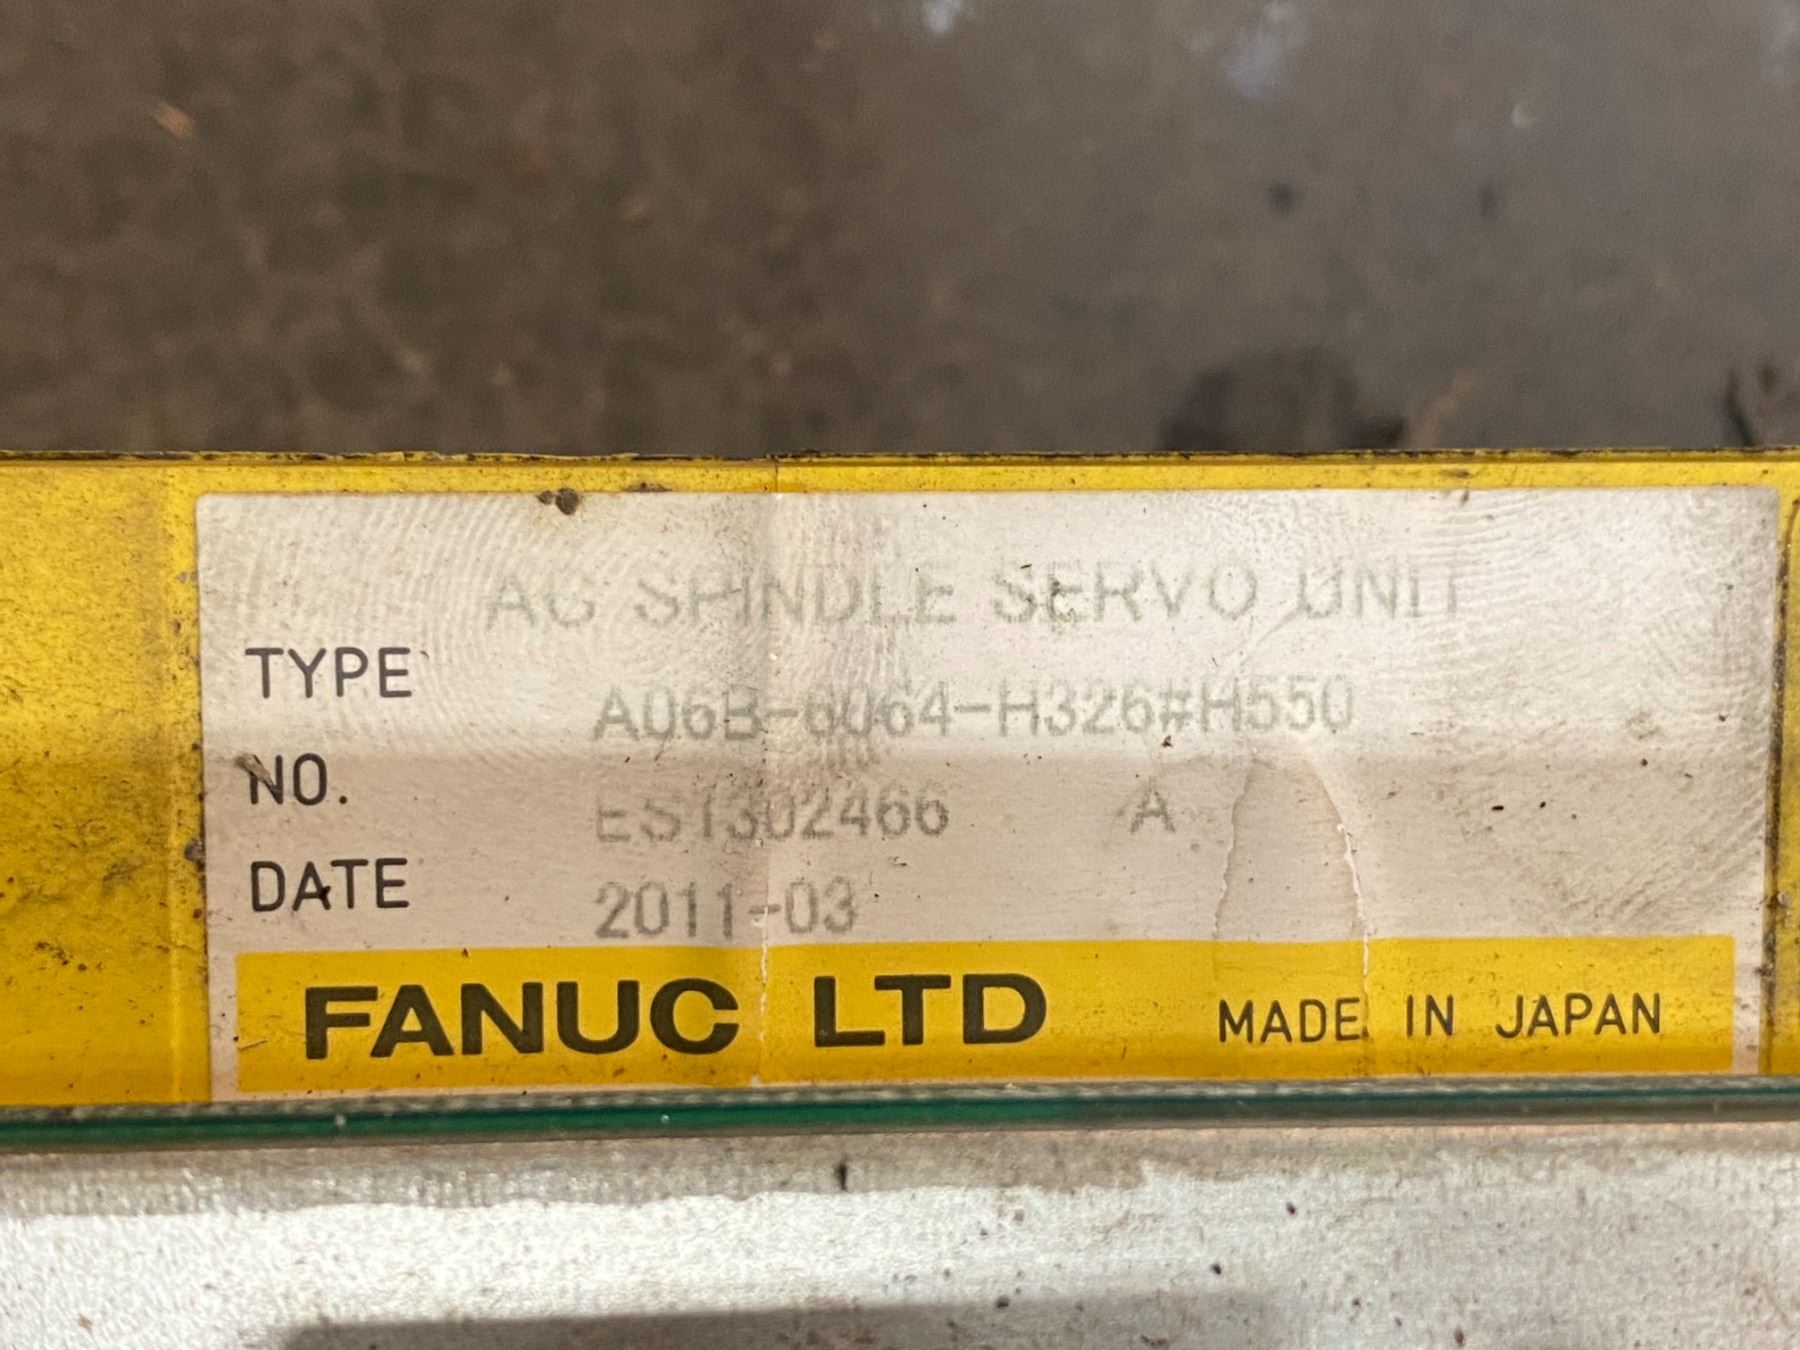 AC SPINDLE SERVO UNIT
TYPE A06B-6064-H326#H550
NO. ES1302466 A
DATE 2011-03
FANUC LTD MADE IN JAPAN